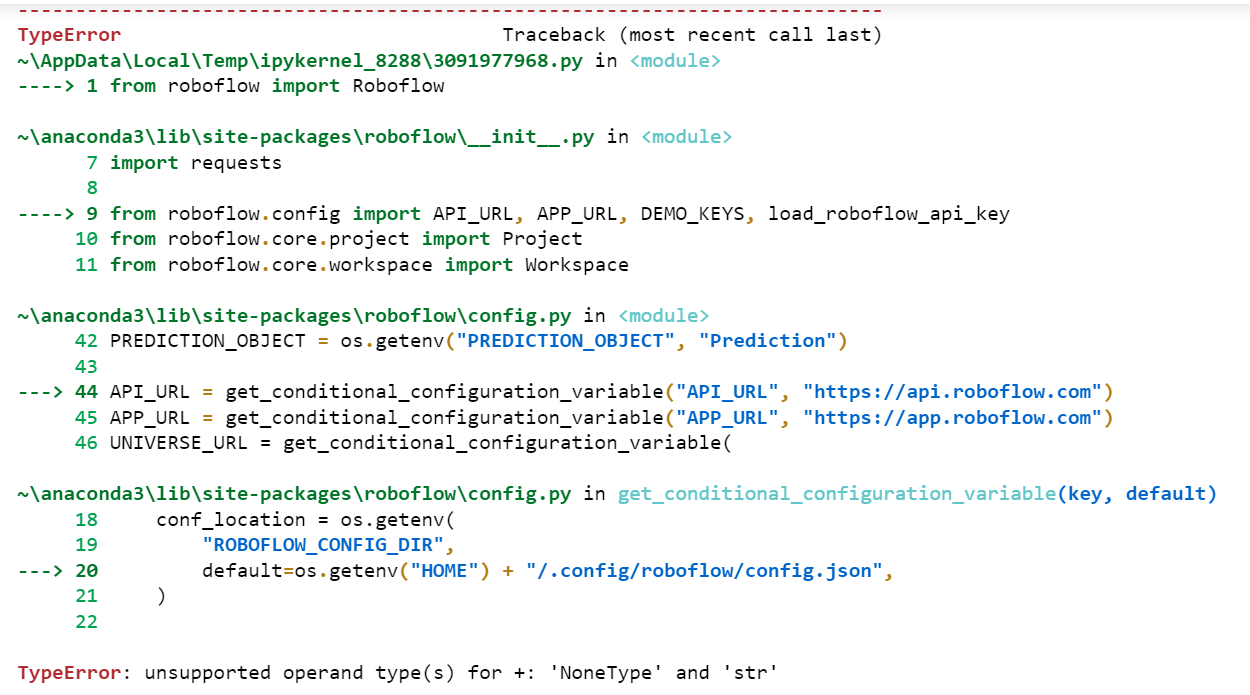 ---------------------------------------------------------------------------
TypeError                                 Traceback (most recent call last)
~\AppData\Local\Temp\ipykernel_8288\3091977968.py in <module>
----> 1 from roboflow import Roboflow

~\anaconda3\lib\site-packages\roboflow\__init__.py in <module>
      7 import requests
      8
----> 9 from roboflow.config import API_URL, APP_URL, DEMO_KEYS, load_roboflow_api_key
     10 from roboflow.core.project import Project
     11 from roboflow.core.workspace import Workspace

~\anaconda3\lib\site-packages\roboflow\config.py in <module>
     42 PREDICTION_OBJECT = os.getenv("PREDICTION_OBJECT", "Prediction")
     43
---> 44 API_URL = get_conditional_configuration_variable("API_URL", "https://api.roboflow.com")
     45 APP_URL = get_conditional_configuration_variable("APP_URL", "https://app.roboflow.com")
     46 UNIVERSE_URL = get_conditional_configuration_variable(

~\anaconda3\lib\site-packages\roboflow\config.py in get_conditional_configuration_variable(key, default)
     18     conf_location = os.getenv(
     19         "ROBOFLOW_CONFIG_DIR",
---> 20         default=os.getenv("HOME") + "/.config/roboflow/config.json",
     21     )
     22

TypeError: unsupported operand type(s) for +: 'NoneType' and 'str'